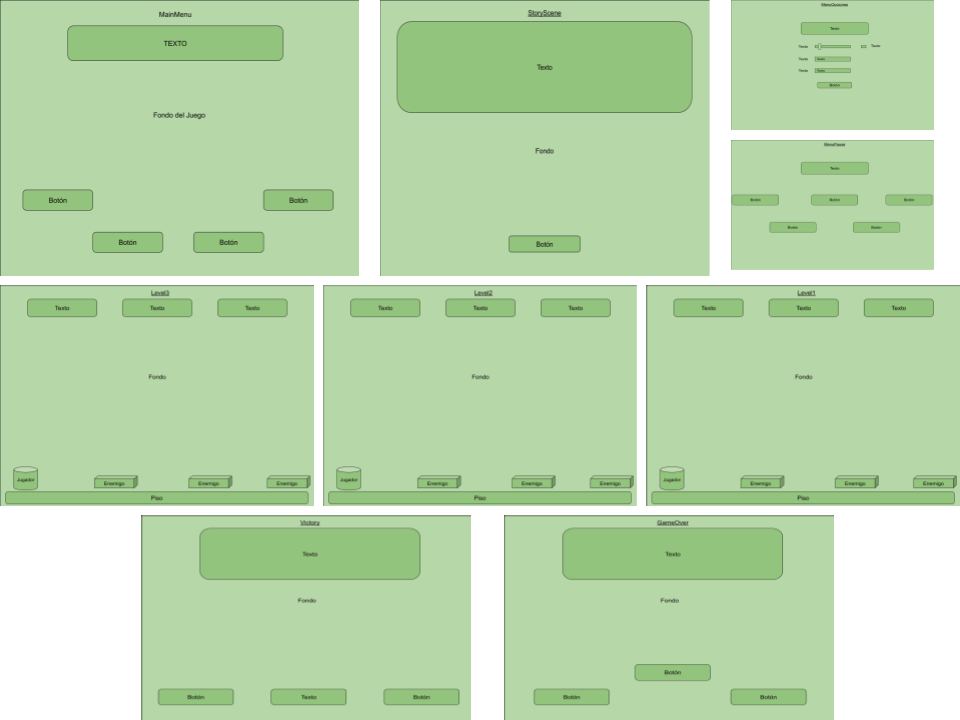 MainMenu
TEXTO
Fondo del Juego
Botón
Botón
Botón
Botón
StoryScene
Texto
Fondo
Botón
Texto
Texto
Texto
Texto
Texto
Texto
Texto
Botón
Texto
Botón
Botón
Botón
Botón
Botón
Level3
Texto
Texto
Texto
Fondo
Jugador
Enemigo
Enemigo
Enemigo
Piso
Level2
Texto
Texto
Texto
Fondo
Jugador
Enemigo
Enemigo
Enemigo
Piso
Level1
Texto
Texto
Texto
Fondo
Jugador
Enemigo
Enemigo
Enemigo
Piso
Victory
Texto
Fondo
Botón
Texto
Botón
GameOver
Texto
Fondo
Botón
Botón
Botón